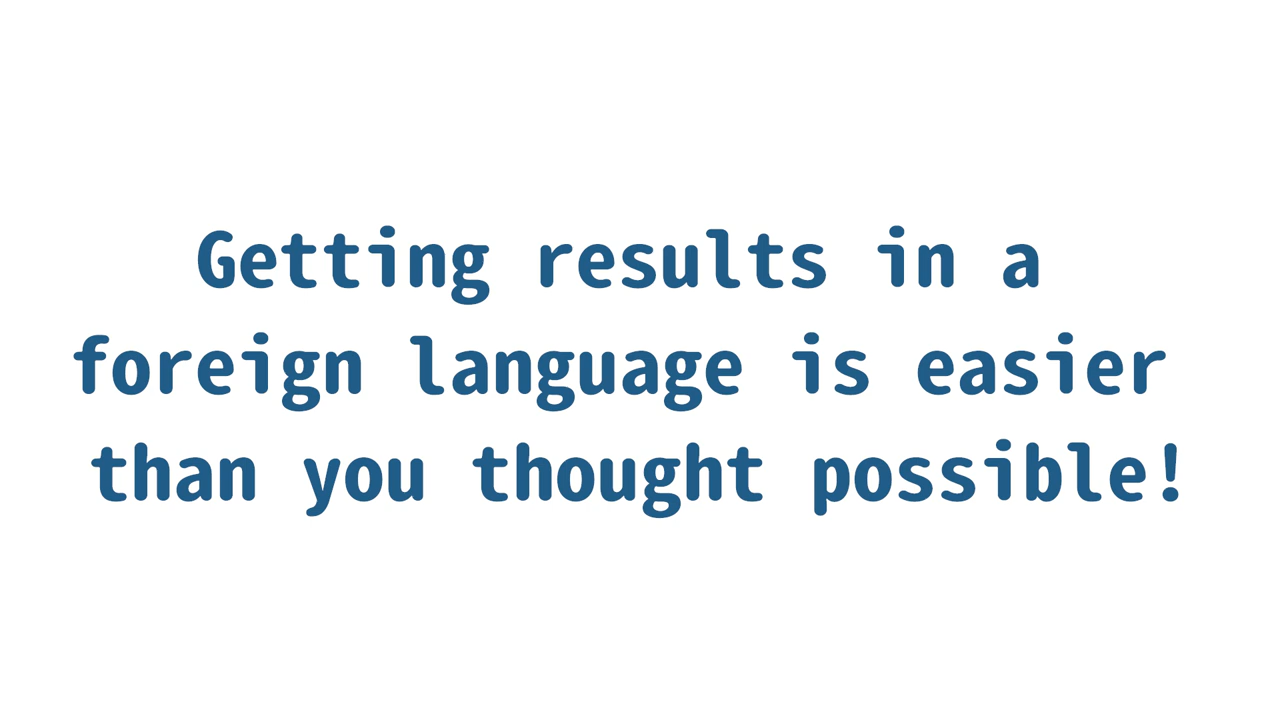 Getting results in a
foreign language is easier
than you thought possible!